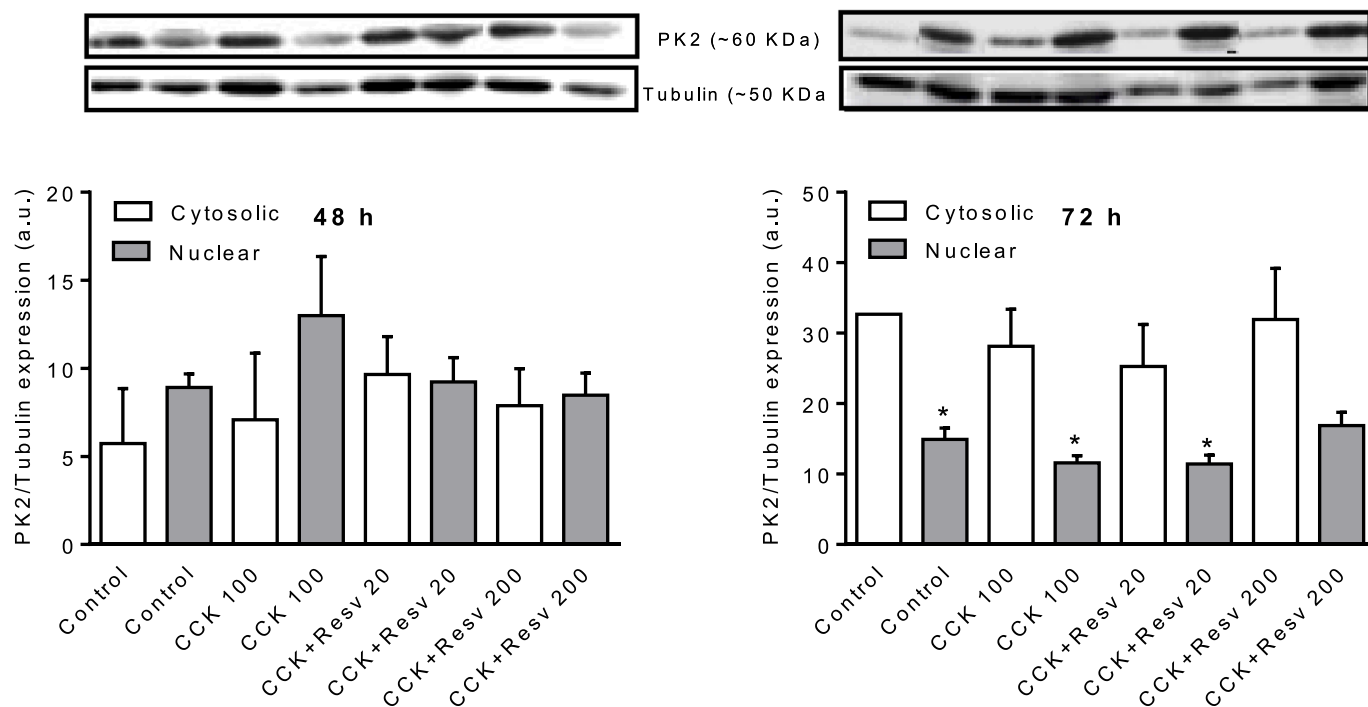 PK2 (~60 KDa)
Tubulin (~50 KDa
PK2/Tubulin expression (a.u.)
20
15
10
5
0
Cytosolic
Nuclear
48 h
Control
Control
CCK 100
CCK 100
CCK+Resv 20
CCK+Resv 20
CCK+Resv 200
CCK+Resv 200
PK2/Tubulin expression (a.u.)
50
40
30
20
10
0
Cytosolic
Nuclear
72 h
*
*
*
Control
Control
CCK 100
CCK 100
CCK+Resv 20
CCK+Resv 20
CCK+Resv 200
CCK+Resv 200